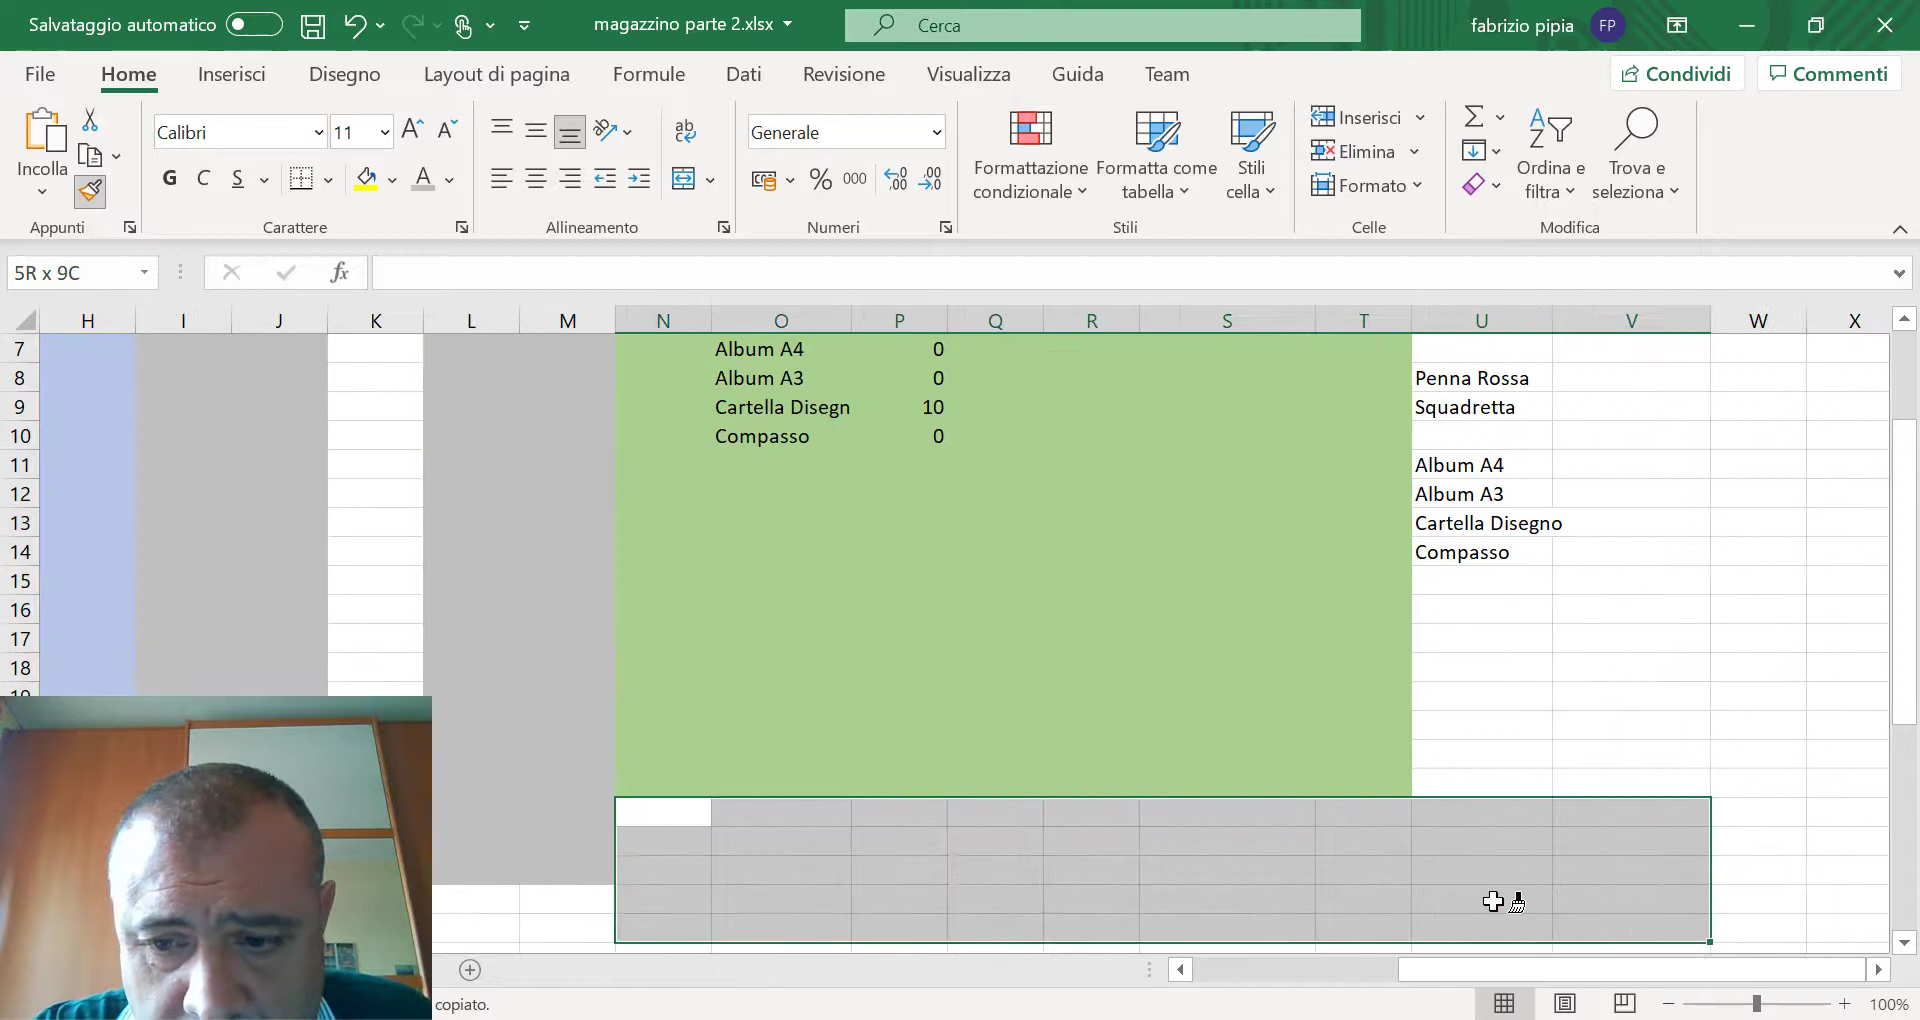 Salvataggio automatico
magazzino parte 2.xlsx
Cerca
fabrizio pipia
FP
File Home Inserisci Disegno Layout di pagina Formule Dati Revisione Visualizza Guida Team
Condividi Commenti
Calibri 11
Generale
Incolla
G C S
ab
c
% 000
Formattazione condizionale
Formatta come tabella
Stili cella
Inserisci
Elimina
Formato
Ordina e filtra
Trova e seleziona
Appunti Carattere Allineamento Numeri Stili Celle Modifica
5R x 9C
fx
H I J K L M N O P Q R S T U V W X
7 Album A4 0
8 Album A3 0 Penna Rossa
9 Cartella Disegn 10 Squadretta
10 Compasso 0
11 Album A4
12 Album A3
13 Cartella Disegno
14 Compasso
15
16
17
18
copiato.
100%